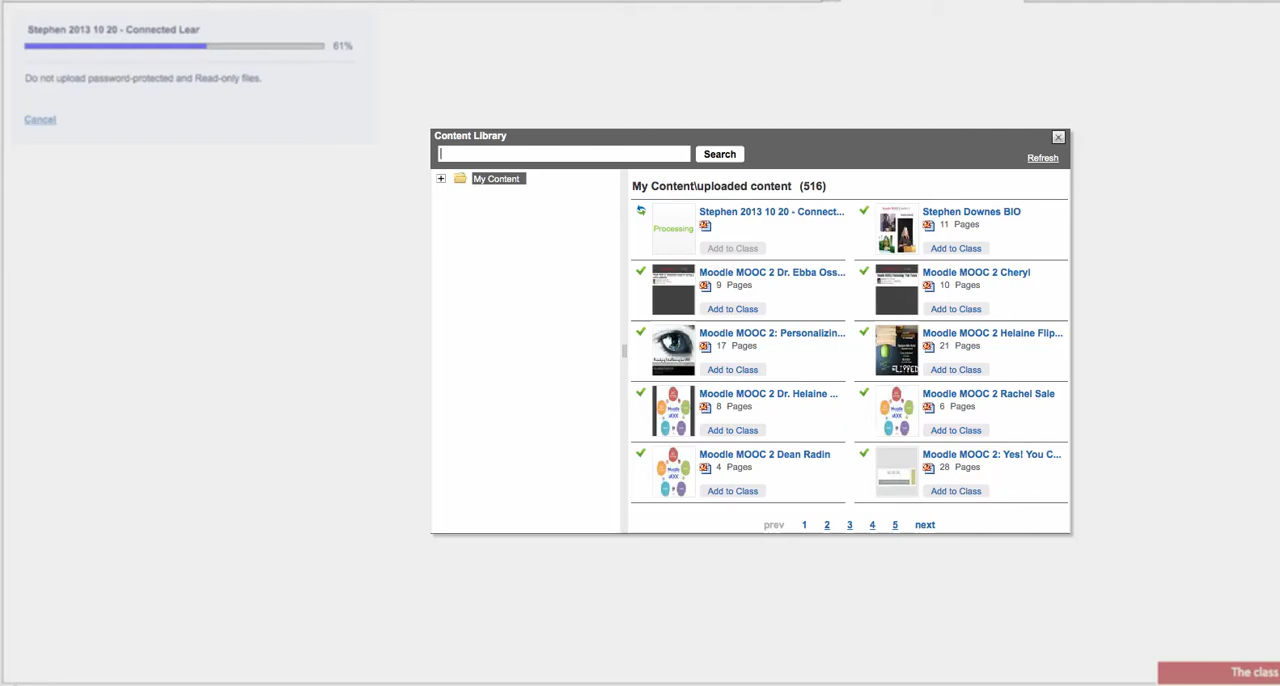 Stephen 2013 10 20 - Connected Lear
61%
Do not upload password-protected and Read-only files.
Cancel
Content Library
Search
Refresh
My Content
My Content\uploaded content (516)
Stephen 2013 10 20 - Connect...
Processing
Add to Class
Stephen Downes BIO
11 Pages
Add to Class
Moodle MOOC 2 Dr. Ebba Oss...
9 Pages
Add to Class
Moodle MOOC 2 Cheryl
10 Pages
Add to Class
Moodle MOOC 2: Personalizin...
17 Pages
Add to Class
Moodle MOOC 2 Helaine Flip...
21 Pages
FLIPPED
Add to Class
Moodle MOOC 2 Dr. Helaine ...
8 Pages
Moodle
MOOC
Add to Class
Moodle MOOC 2 Rachel Sale
6 Pages
Moodle
MOOC
Add to Class
Moodle MOOC 2 Dean Radin
4 Pages
Moodle
MOOC
Add to Class
Moodle MOOC 2: Yes! You C...
28 Pages
Add to Class
prev 1 2 3 4 5 next
The class